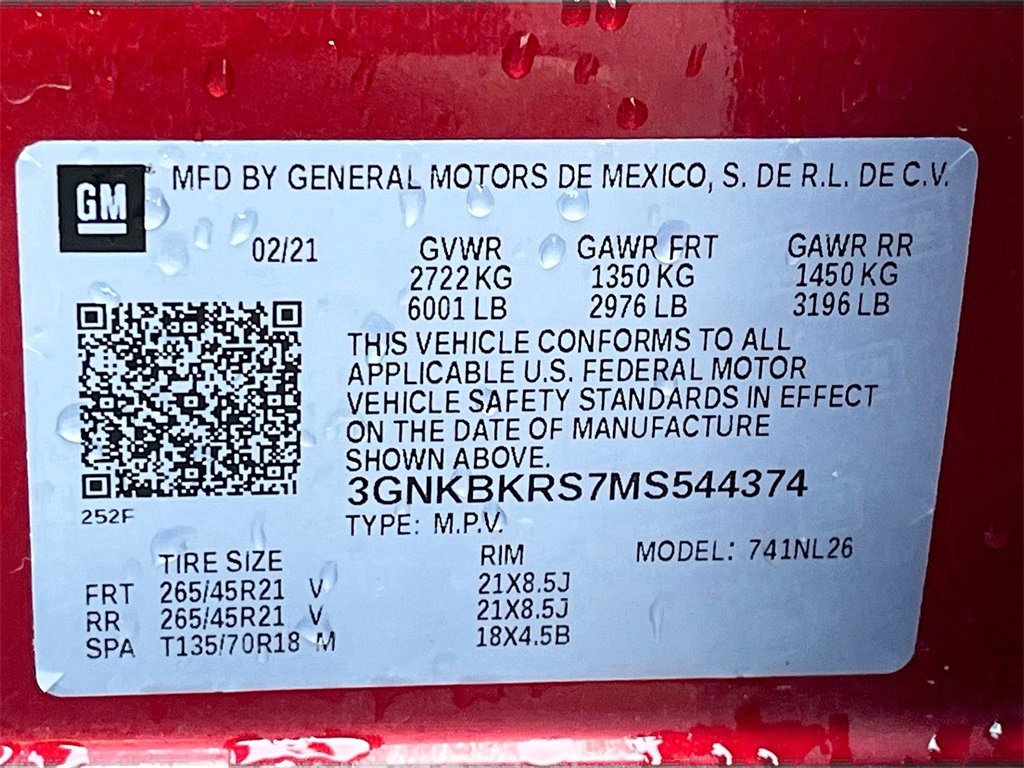 GM MFD BY GENERAL MOTORS DE MEXICO, S. DE R.L. DE C.V.
02/21 GVWR GAWR FRT GAWR RR
2722 KG 1350 KG 1450 KG
6001 LB 2976 LB 3196 LB
THIS VEHICLE CONFORMS TO ALL
APPLICABLE U.S. FEDERAL MOTOR
VEHICLE SAFETY STANDARDS IN EFFECT
ON THE DATE OF MANUFACTURE
SHOWN ABOVE.
3GNKBKRS7MS544374
252F
TYPE: M.P.V.
TIRE SIZE RIM MODEL: 741NL26
FRT 265/45R21 V 21X8.5J
RR 265/45R21 V 21X8.5J
SPA T135/70R18 M 18X4.5B